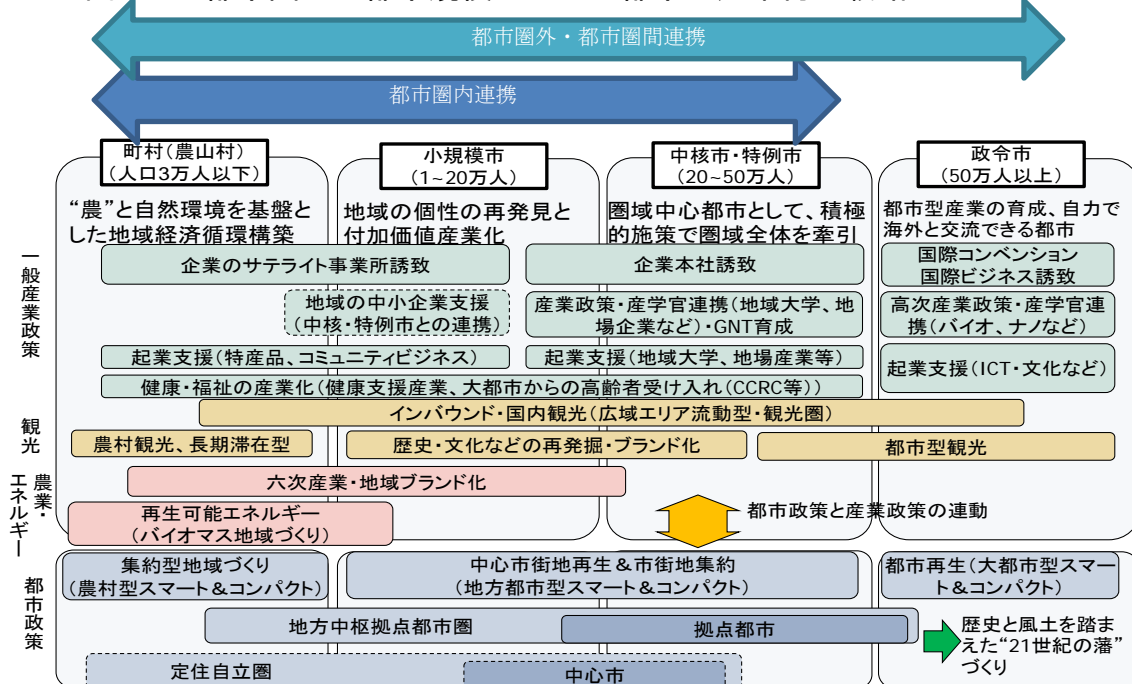 都市圏外・都市圏間連携
都市圏内連携
町村(農山村)
(人口3万人以下)
小規模市
(1~20万人)
中核市・特例市
(20~50万人)
政令市
(50万人以上)
“農”と自然環境を基盤と
した地域経済循環構築
地域の個性の再発見と
付加価値産業化
圏域中心都市として、積極
的施策で圏域全体を牽引
都市型産業の育成、自力で
海外と交流できる都市
一般産業政策
企業のサテライト事業所誘致
企業本社誘致
国際コンベンション
国際ビジネス誘致
地域の中小企業支援
(中核・特例市との連携)
産業政策・産学官連携(地域大学、地
場企業など)・GNT育成
高次産業政策・産学官連
携(バイオ、ナノなど)
起業支援(特産品、コミュニティビジネス)
起業支援(地域大学、地場産業等)
起業支援(ICT・文化など)
健康・福祉の産業化(健康支援産業、大都市からの高齢者受け入れ(CCRC等))
観光
インバウンド・国内観光(広域エリア流動型・観光圏)
農村観光、長期滞在型
歴史・文化などの再発掘・ブランド化
都市型観光
農業・
エネルギー
六次産業・地域ブランド化
再生可能エネルギー
(バイオマス地域づくり)
都市政策と産業政策の連動
都市政策
集約型地域づくり
(農村型スマート&コンパクト)
中心市街地再生&市街地集約
(地方都市型スマート&コンパクト)
都市再生(大都市型スマー
ト&コンパクト)
地方中枢拠点都市圏
拠点都市
歴史と風土を踏ま
えた“21世紀の藩”
づくり
定住自立圏
中心市